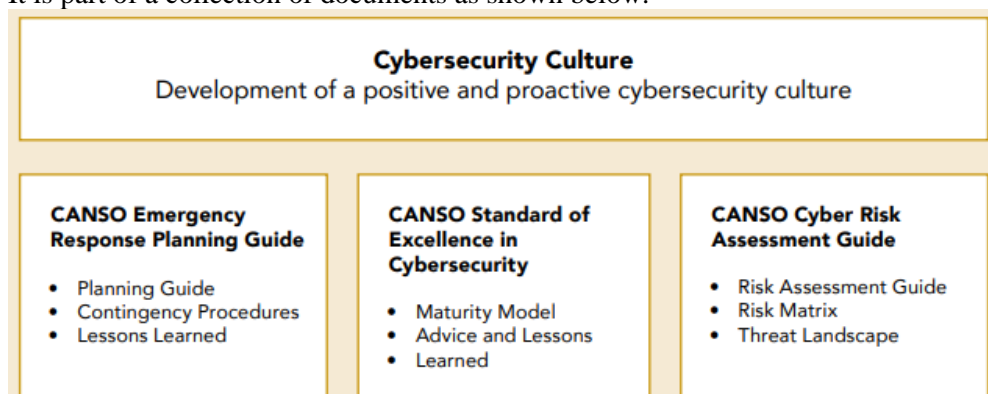 It is part of a collection of documents as shown below:
Cybersecurity Culture
Development of a positive and proactive cybersecurity culture
CANSO Emergency
Response Planning Guide
• Planning Guide
• Contingency Procedures
• Lessons Learned
CANSO Standard of
Excellence in
Cybersecurity
• Maturity Model
• Advice and Lessons
• Learned
CANSO Cyber Risk
Assessment Guide
• Risk Assessment Guide
• Risk Matrix
• Threat Landscape